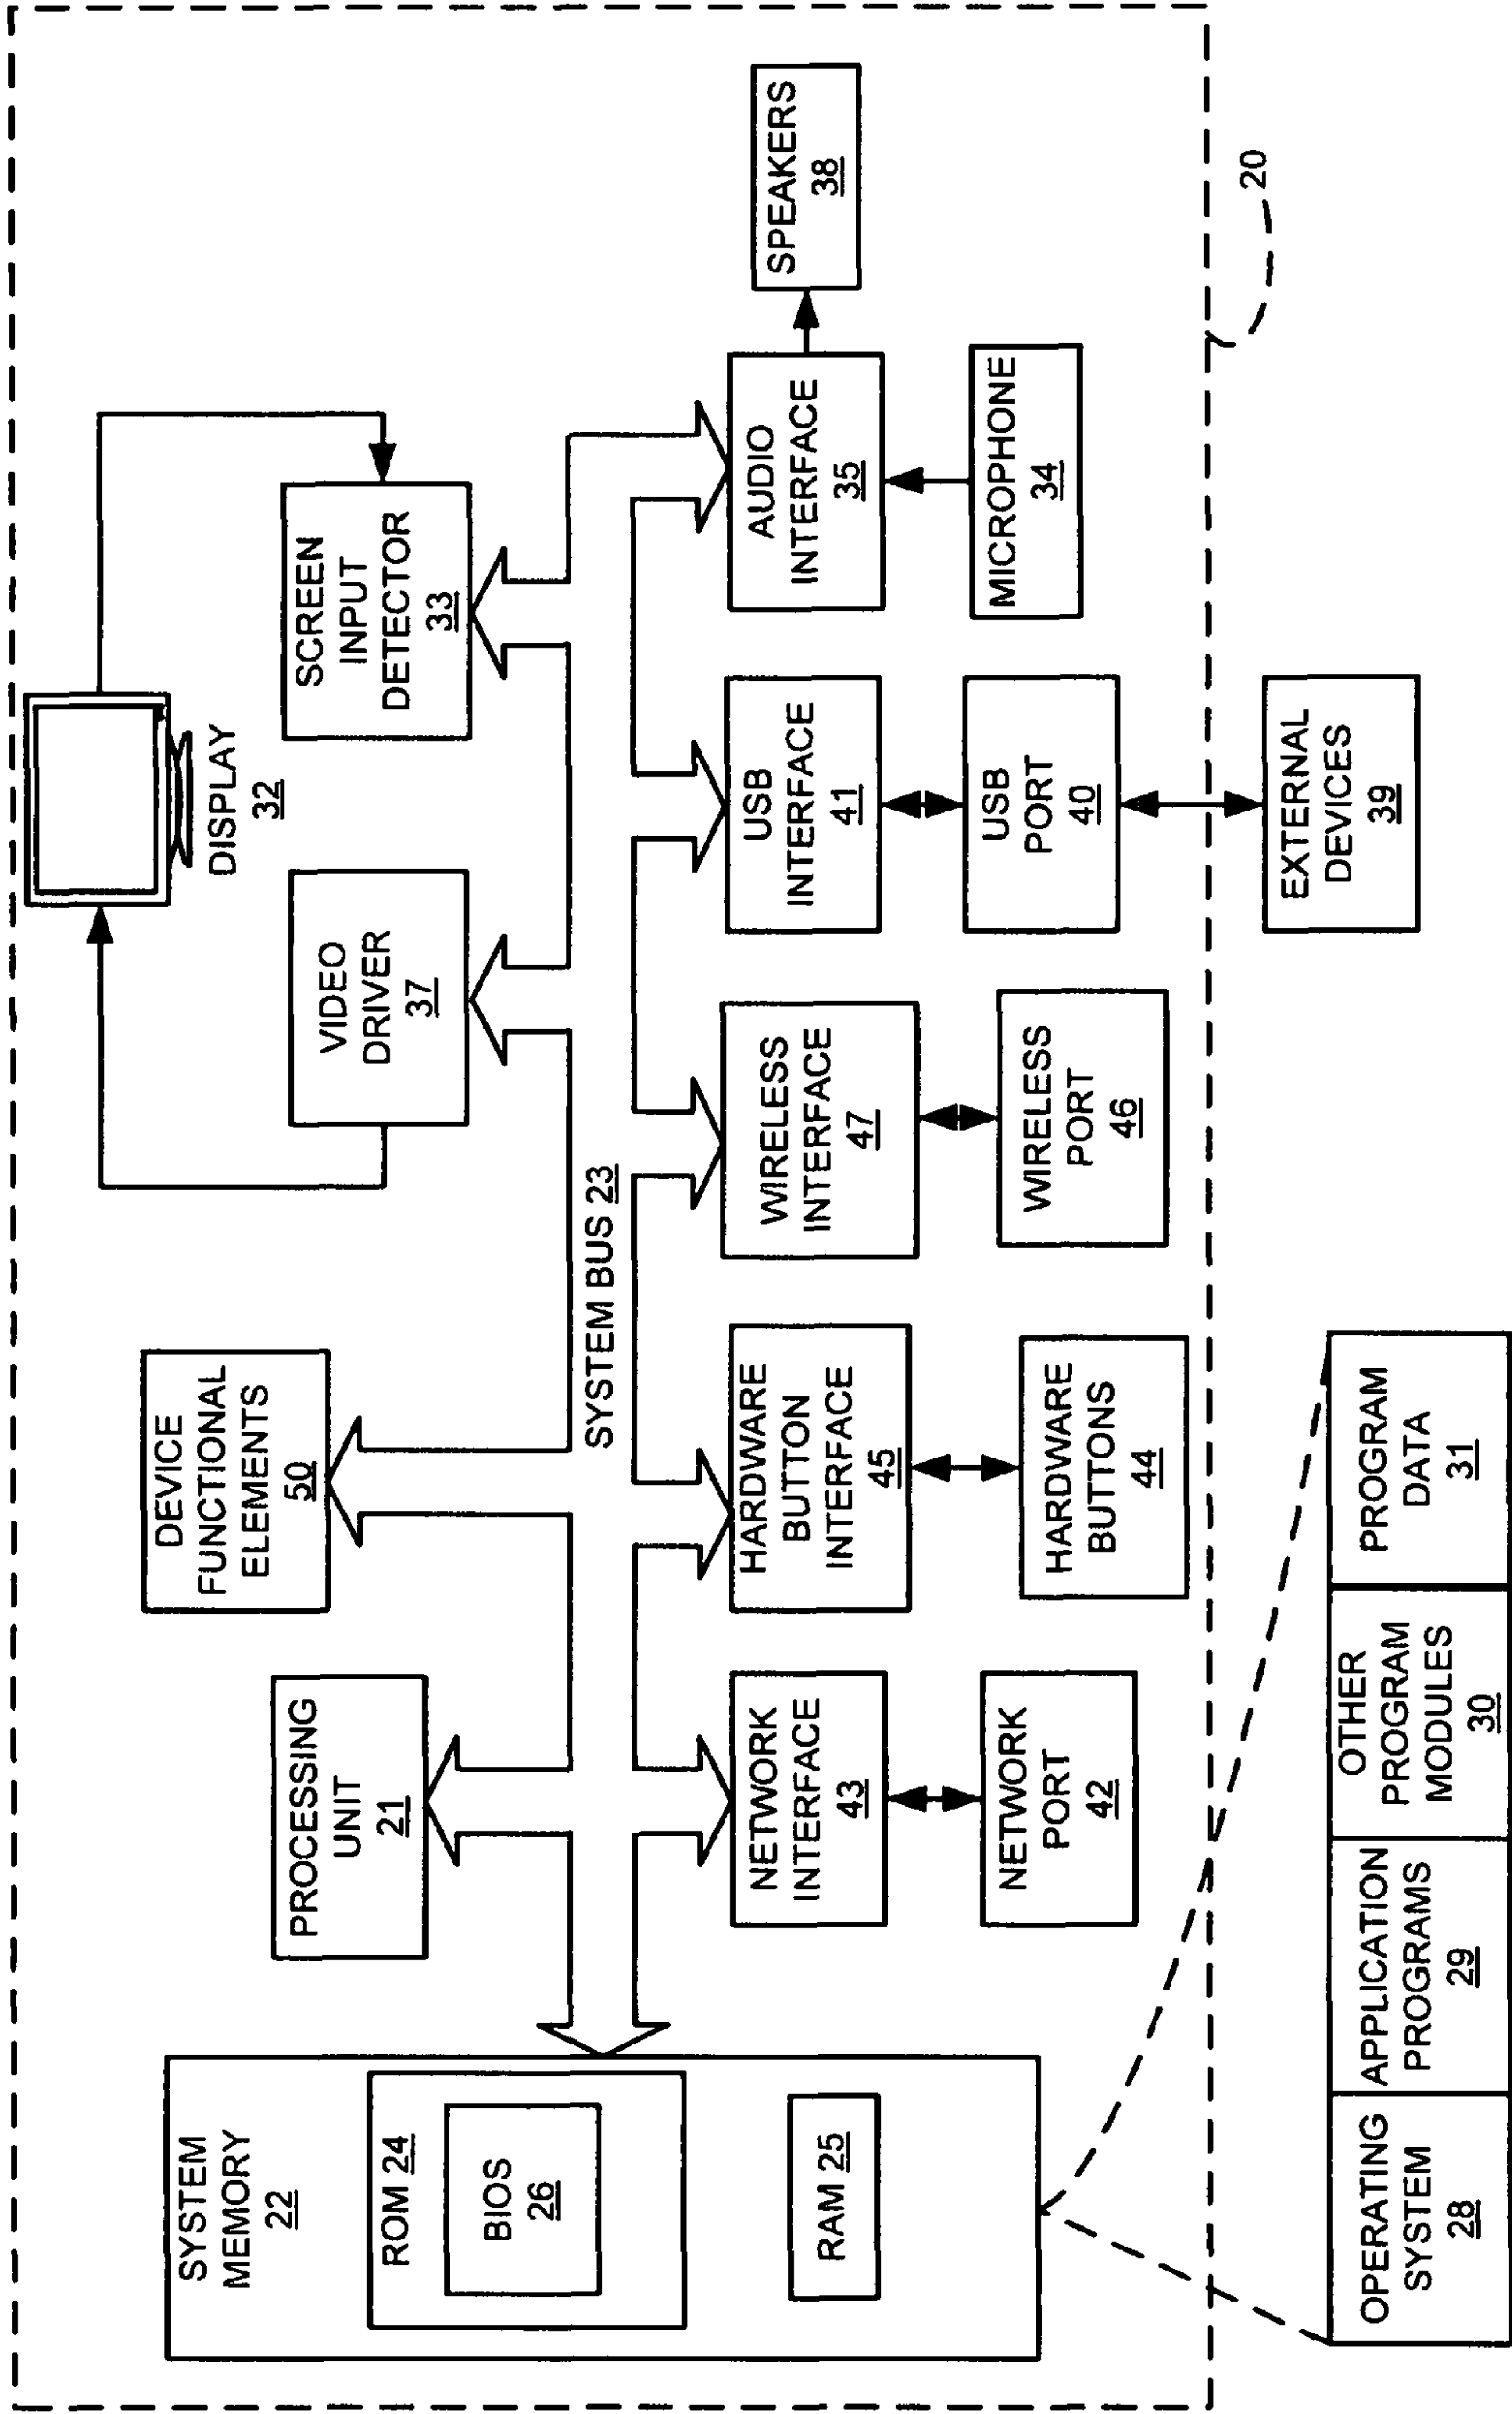 SYSTEM
MEMORY
22
ROM 24
BIOS
26
RAM 25
PROCESSING
UNIT
21
DEVICE
FUNCTIONAL
ELEMENTS
50
VIDEO
DRIVER
37
DISPLAY
32
SCREEN
INPUT
DETECTOR
33
SYSTEM BUS 23
NETWORK
INTERFACE
43
NETWORK
PORT
42
HARDWARE
BUTTON
INTERFACE
45
HARDWARE
BUTTONS
44
WIRELESS
INTERFACE
47
WIRELESS
PORT
46
USB
INTERFACE
41
USB
PORT
40
AUDIO
INTERFACE
35
MICROPHONE
34
SPEAKERS
38
20
EXTERNAL
DEVICES
39
OPERATING
SYSTEM
28
APPLICATION
PROGRAMS
29
OTHER
PROGRAM
MODULES
30
PROGRAM
DATA
31